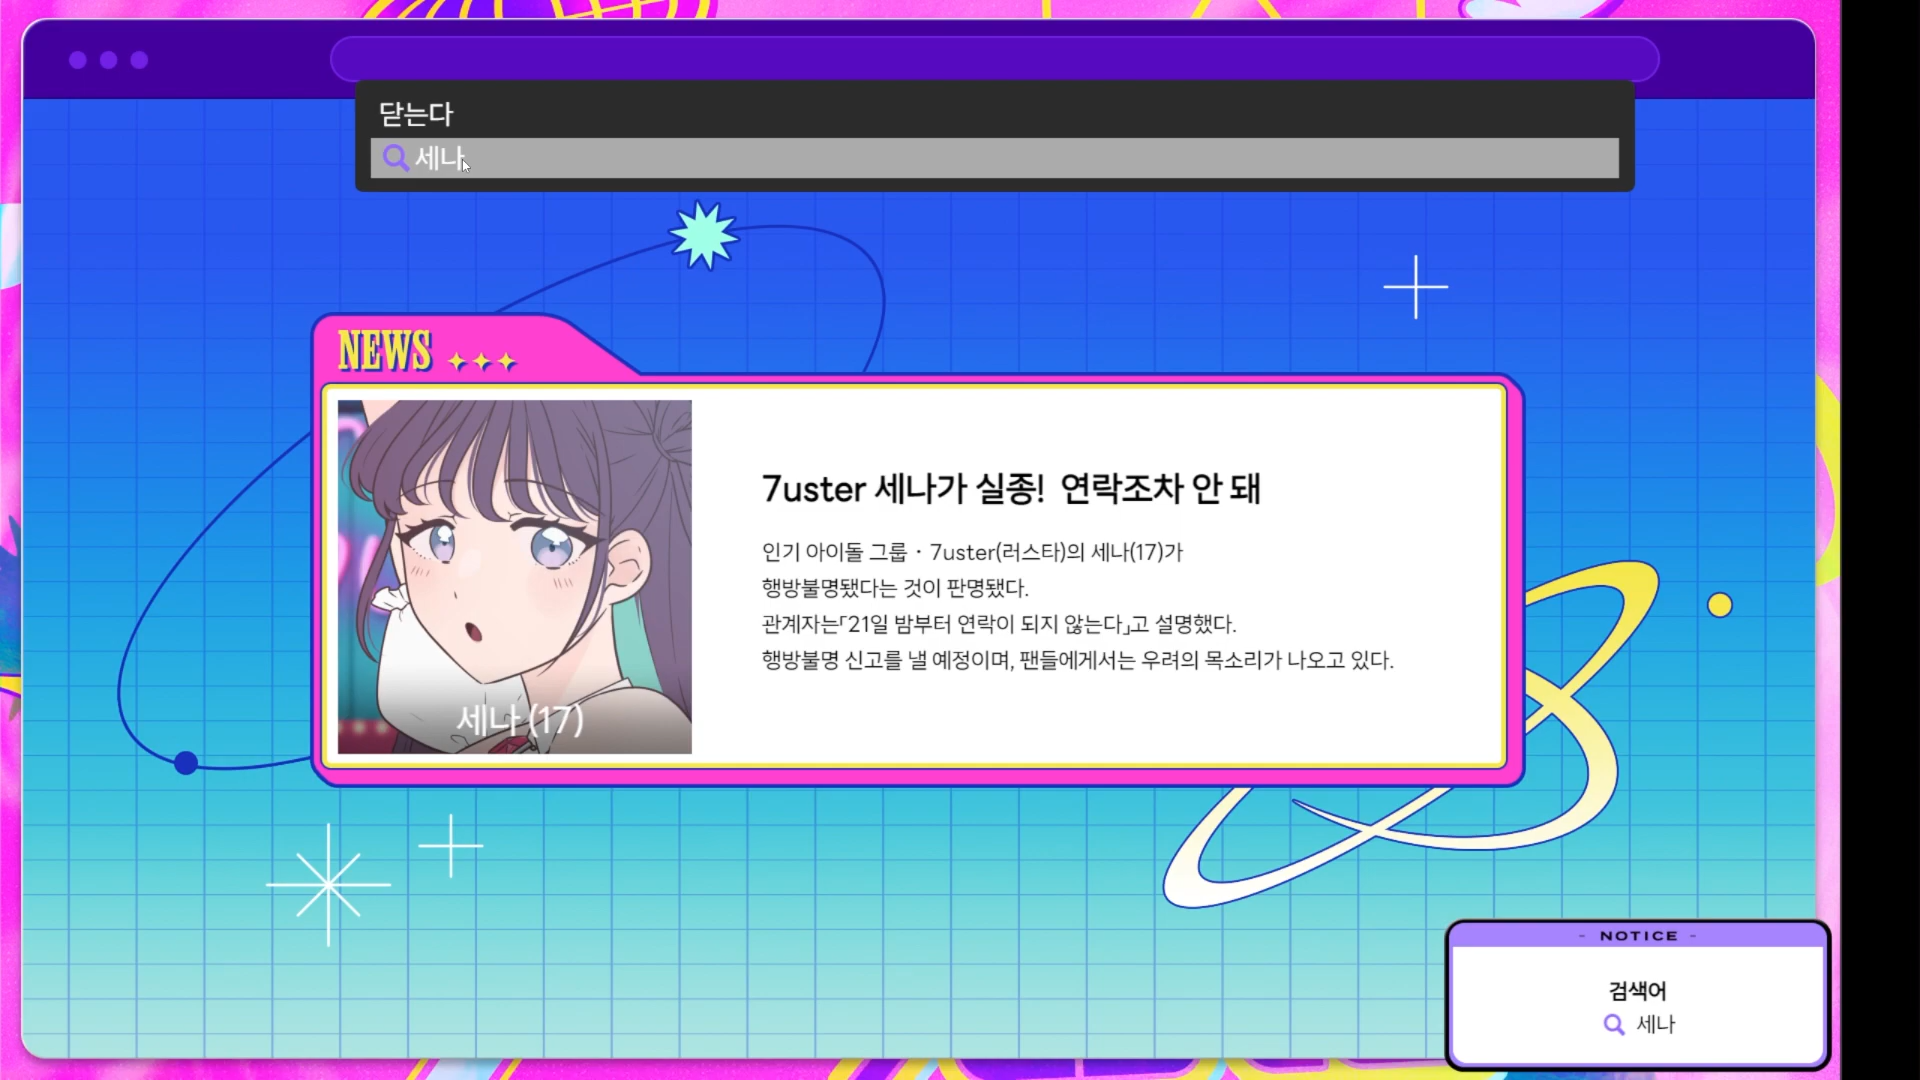 닫는다
세나
NEWS
세나 (17)
7uster 세나가 실종! 연락조차 안 돼
인기 아이돌 그룹・7uster(러스타)의 세나(17)가
행방불명됐다는 것이 판명됐다.
관계자는「21일 밤부터 연락이 되지 않는다」고 설명했다.
행방불명 신고를 낼 예정이며, 팬들에게서는 우려의 목소리가 나오고 있다.
- NOTICE -
검색어
세나